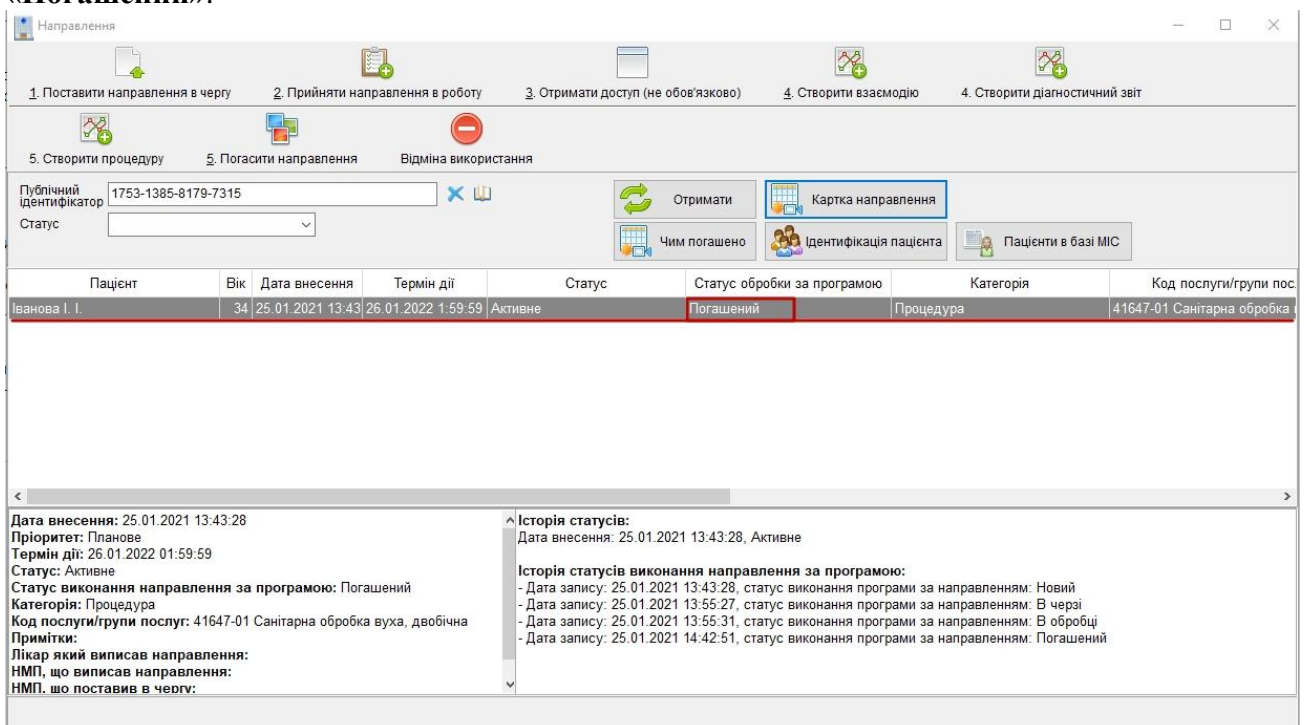 «Погашений».
Направлення
1. Поставити направлення в чергу
2. Прийняти направлення в роботу
3. Отримати доступ (не обов'язково)
4. Створити взаємодію
4. Створити діагностичний звіт
5. Створити процедуру
5. Погасити направлення
Відміна використання
Публічний ідентифікатор 1753-1385-8179-7315
Статус
Отримати
Картка направлення
Чим погашено
Ідентифікація пацієнта
Пацієнти в базі МІС
Пацієнт Вік Дата внесення Термін дії Статус Статус обробки за програмою Категорія Код послуги/групи пос
Іванова І. І. 34 25.01.2021 13:43 26.01.2022 1:59:59 Активне Погашений Процедура 41647-01 Санітарна обробка
Дата внесення: 25.01.2021 13:43:28
Пріоритет: Планове
Термін дії: 26.01.2022 01:59:59
Статус: Активне
Статус виконання направлення за програмою: Погашений
Категорія: Процедура
Код послуги/групи послуг: 41647-01 Санітарна обробка вуха, двобічна
Примітки:
Лікар який виписав направлення:
НМП, що виписав направлення:
НМП, що поставив в чергу:
Історія статусів:
Дата внесення: 25.01.2021 13:43:28, Активне
Історія статусів виконання направлення за програмою:
- Дата запису: 25.01.2021 13:43:28, статус виконання програми за направленням: Новий
- Дата запису: 25.01.2021 13:55:27, статус виконання програми за направленням: В черзі
- Дата запису: 25.01.2021 13:55:31, статус виконання програми за направленням: В обробці
- Дата запису: 25.01.2021 14:42:51, статус виконання програми за направленням: Погашений